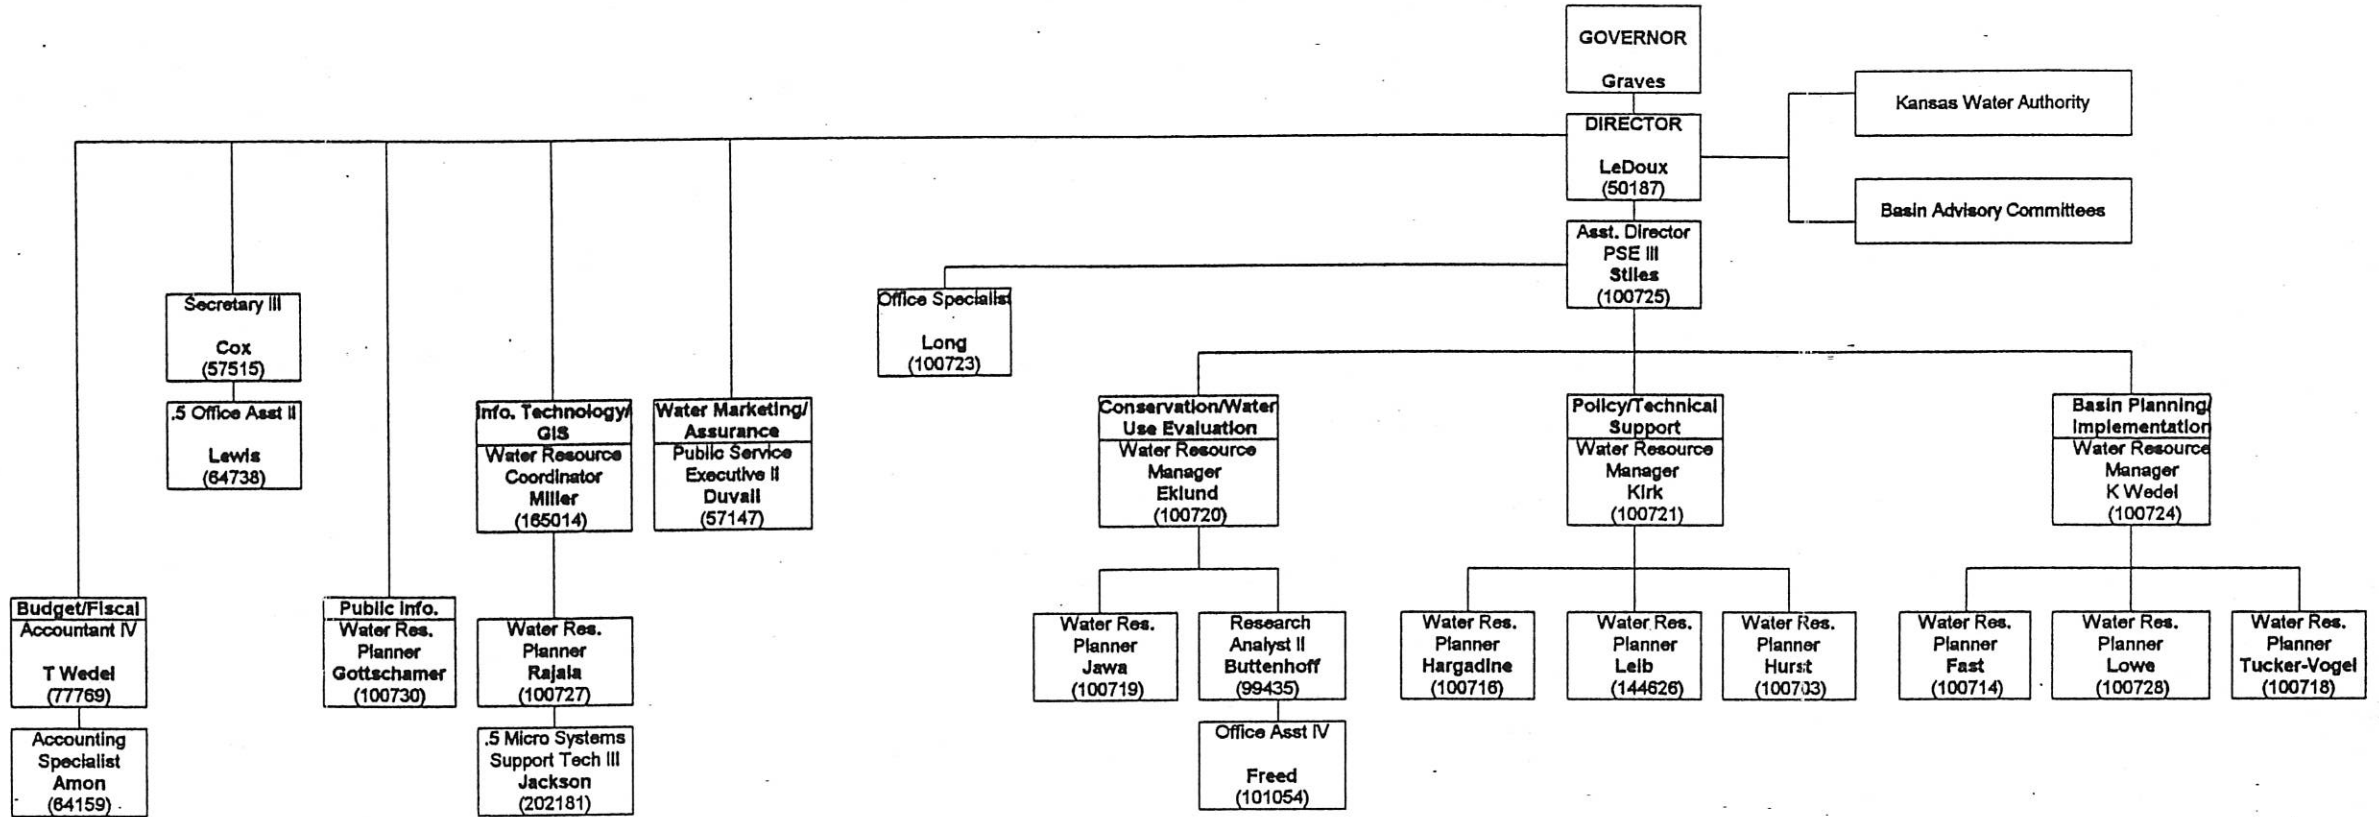 GOVERNOR
Graves
Kansas Water Authority
DIRECTOR
LeDoux
(50187)
Basin Advisory Committees
Asst. Director
PSE III
Stiles
(100725)
Secretary III
Cox
(57515)
.5 Office Asst II
Lewis
(64738)
Office Specialist
Long
(100723)
Info. Technology/
GIS
Water Resource
Coordinator
Miller
(165014)
Water Marketing/
Assurance
Public Service
Executive II
Duvall
(57147)
Conservation/Water
Use Evaluation
Water Resource
Manager
Eklund
(100720)
Policy/Technical
Support
Water Resource
Manager
Kirk
(100721)
Basin Planning/
Implementation
Water Resource
Manager
K Wedel
(100724)
Budget/Fiscal
Accountant IV
T Wedel
(77769)
Accounting
Specialist
Amon
(64159)
Public Info.
Water Res.
Planner
Gottschamer
(100730)
Water Res.
Planner
Rajala
(100727)
.5 Micro Systems
Support Tech III
Jackson
(202181)
Water Res.
Planner
Jawa
(100719)
Research
Analyst II
Buttenhoff
(99435)
Office Asst IV
Freed
(101054)
Water Res.
Planner
Hargadine
(100716)
Water Res.
Planner
Leib
(144626)
Water Res.
Planner
Hurst
(100703)
Water Res.
Planner
Fast
(100714)
Water Res.
Planner
Lowe
(100728)
Water Res.
Planner
Tucker-Vogel
(100718)